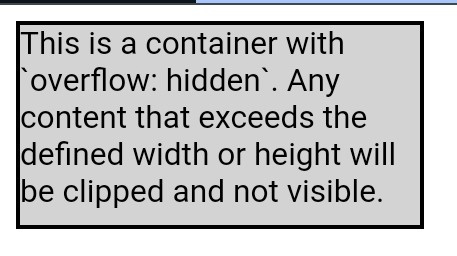 This is a container with
`overflow: hidden`. Any
content that exceeds the
defined width or height will
be clipped and not visible.